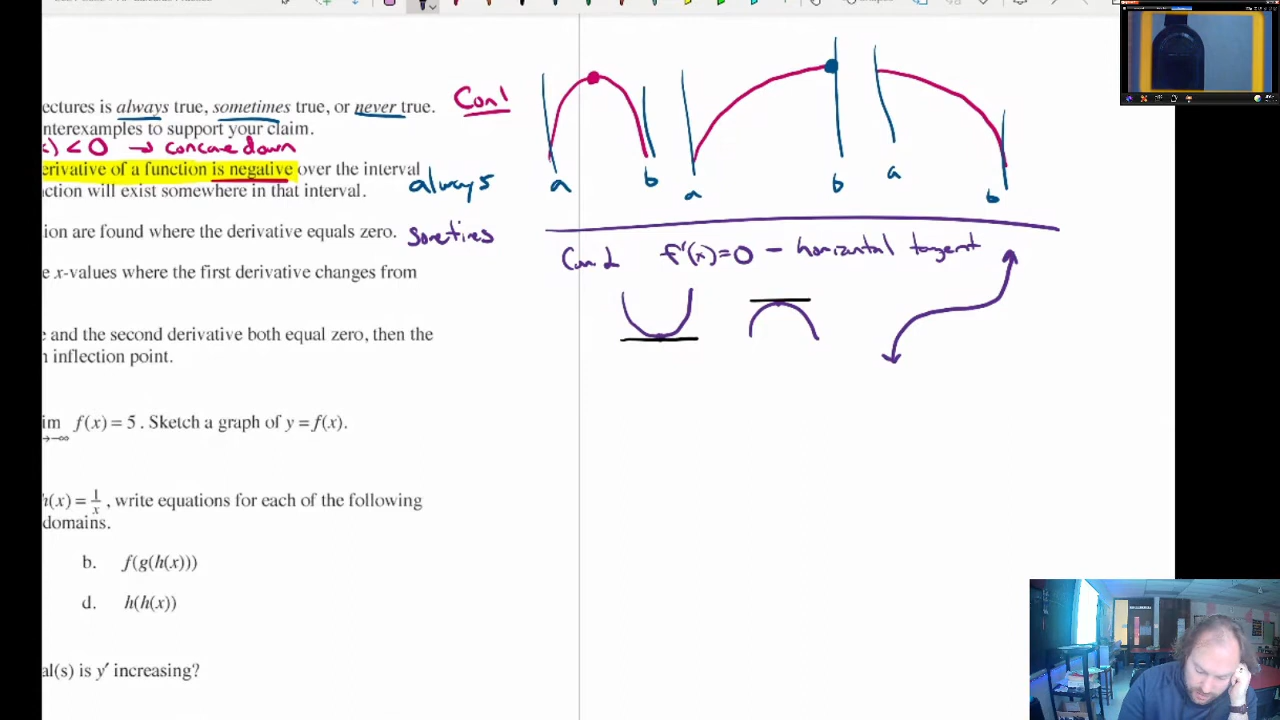 ectures is always true, sometimes true, or never true.
Con 1
nterexamples to support your claim.
) < 0 → concave down
erivative of a function is negative over the interval
always
ction will exist somewhere in that interval.
a b a b a b
ion are found where the derivative equals zero.
sometimes
Con 2 f'(x)=0 – horizontal tangent
e x-values where the first derivative changes from
e and the second derivative both equal zero, then the
n inflection point.
im f(x) = 5 . Sketch a graph of y = f(x).
→−∞
h(x) = 1/x , write equations for each of the following
domains.
b. f(g(h(x)))
d. h(h(x))
al(s) is y′ increasing?